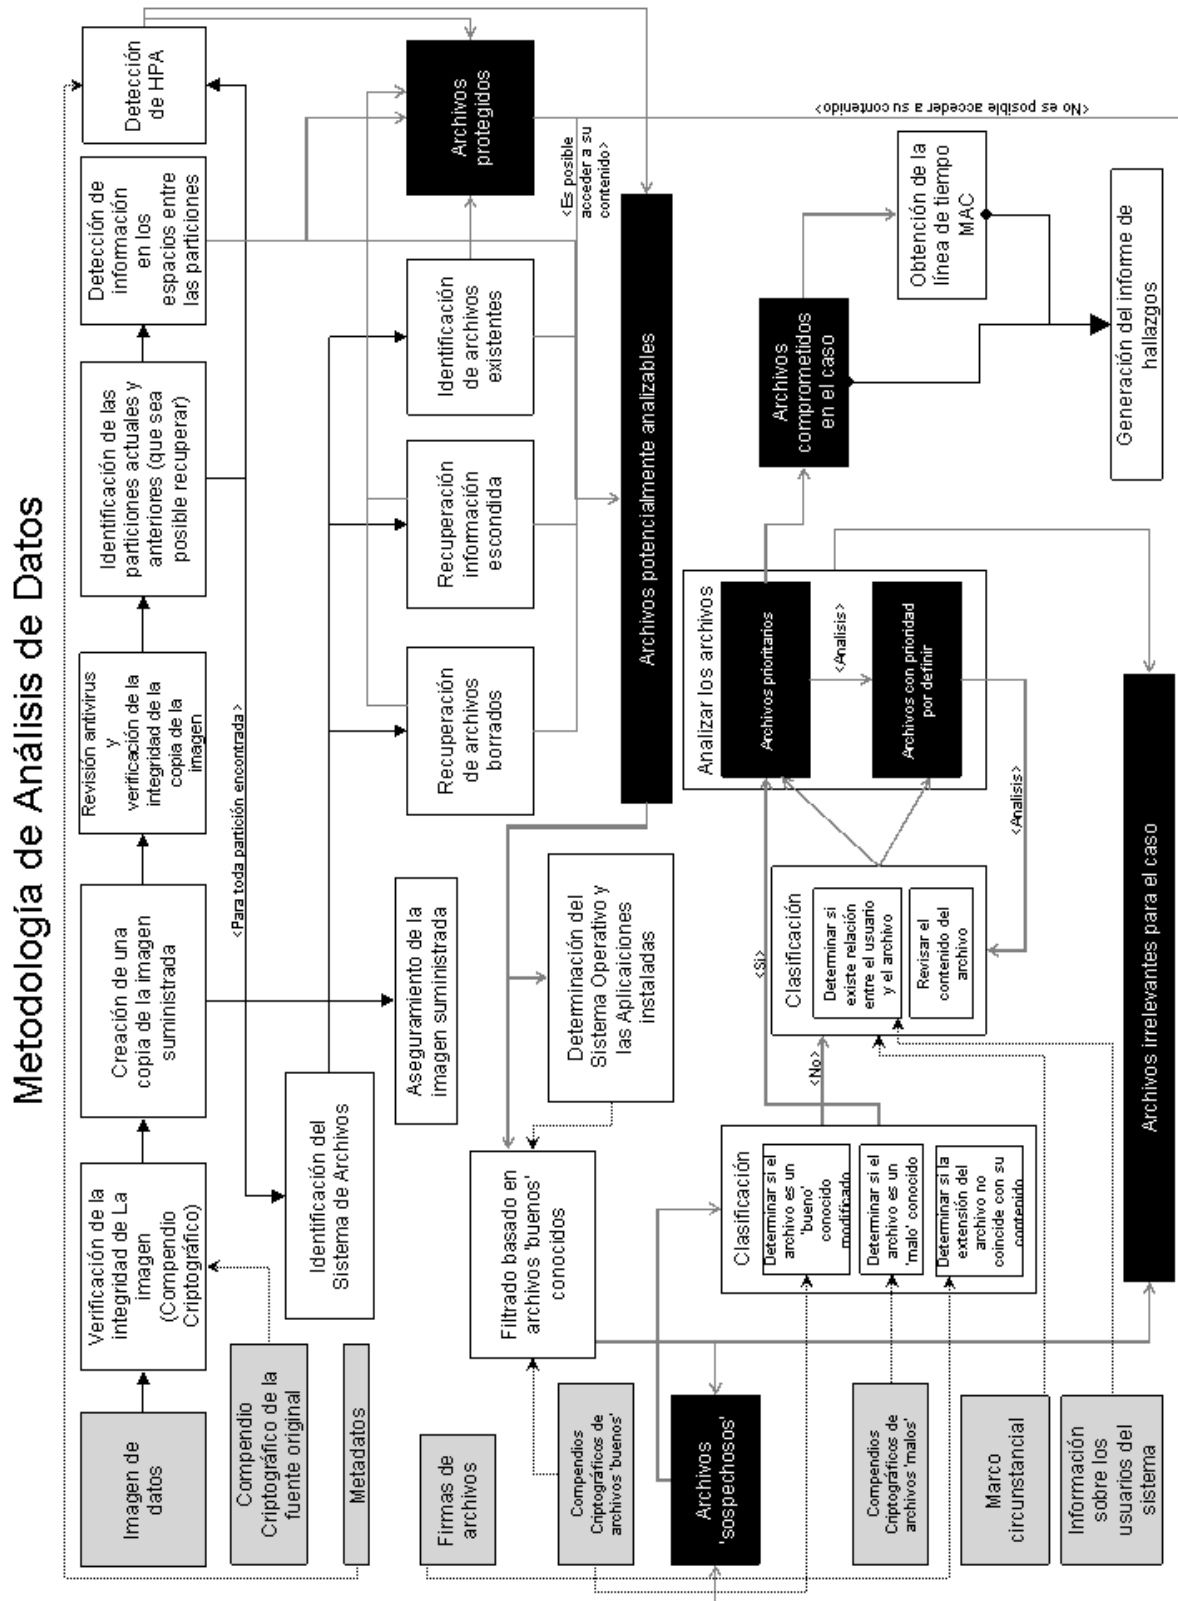 Metodología de Análisis de Datos
Imagen de
datos
Verificación de la
integridad de La
imagen
(Compendio
Criptográfico)
Creación de una
copia de la imagen
suministrada
Revisión antivirus
y
verificación de la
integridad de la
copia de la
imagen
Identificación de las
particiones actuales y
anteriores (que sea
posible recuperar)
Detección de
información
en los
espacios entre
las particiones
Detección
de HPA
Compendio
Criptográfico de la
fuente original
<Para toda partición encontrada>
Metadatos
Identificación del
Sistema de Archivos
Aseguramiento de la
imagen suministrada
Recuperación
de archivos
borrados
Recuperación
información
escondida
Identificación
de archivos
existentes
Archivos
protegidos
<Es posible
acceder a su
contenido>
Firmas de
archivos
Filtrado basado en
archivos 'buenos'
conocidos
Determinación del
Sistema Operativo y
las Aplicaiciones
instaladas
Archivos potencialmente analizables
Compendios
Criptográficos de
archivos 'buenos'
Archivos
'sospechosos'
Clasificación
Determinar si el
archivo es un
'bueno'
conocido
modificado
Determinar si el
archivo es un
'malo' conocido
Determinar si la
extensión del
archivo no
coincide con su
contenido
<No>
<Si>
Clasificación
Determinar si
existe relación
entre el usuario
y el archivo
Revisar el
contenido del
archivo
Analizar los archivos
Archivos prioritarios
<Analisis>
Archivos con prioridad
por definir
<Analisis>
Archivos
comprometidos
en el caso
Obtención de la
línea de tiempo
MAC
<No es posible acceder a su contenido>
Compendios
Criptográficos de
archivos 'malos'
Marco
circunstancial
Información
sobre los
usuarios del
sistema
Archivos irrelevantes para el caso
Generación del informe de
hallazgos